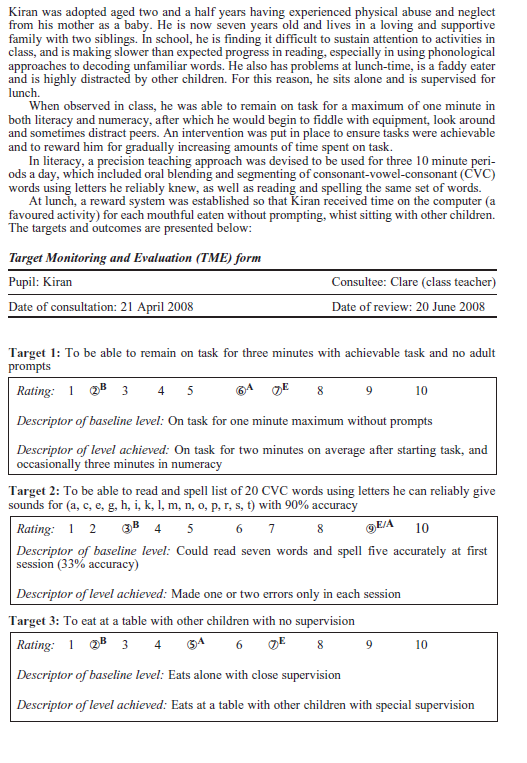 Kiran was adopted aged two and a half years having experienced physical abuse and neglect
from his mother as a baby. He is now seven years old and lives in a loving and supportive
family with two siblings. In school, he is finding it difficult to sustain attention to activities in
class, and is making slower than expected progress in reading, especially in using phonological
approaches to decoding unfamiliar words. He also has problems at lunch-time, is a faddy eater
and is highly distracted by other children. For this reason, he sits alone and is supervised for
lunch.
When observed in class, he was able to remain on task for a maximum of one minute in
both literacy and numeracy, after which he would begin to fiddle with equipment, look around
and sometimes distract peers. An intervention was put in place to ensure tasks were achievable
and to reward him for gradually increasing amounts of time spent on task.
In literacy, a precision teaching approach was devised to be used for three 10 minute peri-
ods a day, which included oral blending and segmenting of consonant-vowel-consonant (CVC)
words using letters he reliably knew, as well as reading and spelling the same set of words.
At lunch, a reward system was established so that Kiran received time on the computer (a
favoured activity) for each mouthful eaten without prompting, whist sitting with other children.
The targets and outcomes are presented below:
Target Monitoring and Evaluation (TME) form
Pupil: Kiran Consultee: Clare (class teacher)
Date of consultation: 21 April 2008 Date of review: 20 June 2008
Target 1: To be able to remain on task for three minutes with achievable task and no adult
prompts
Rating: 1 ②B 3 4 5 ⑥A ⑦E 8 9 10
Descriptor of baseline level: On task for one minute maximum without prompts
Descriptor of level achieved: On task for two minutes on average after starting task, and
occasionally three minutes in numeracy
Target 2: To be able to read and spell list of 20 CVC words using letters he can reliably give
sounds for (a, c, e, g, h, i, k, l, m, n, o, p, r, s, t) with 90% accuracy
Rating: 1 2 ③B 4 5 6 7 8 ⑨E/A 10
Descriptor of baseline level: Could read seven words and spell five accurately at first
session (33% accuracy)
Descriptor of level achieved: Made one or two errors only in each session
Target 3: To eat at a table with other children with no supervision
Rating: 1 ②B 3 4 ⑤A 6 ⑦E 8 9 10
Descriptor of baseline level: Eats alone with close supervision
Descriptor of level achieved: Eats at a table with other children with special supervision